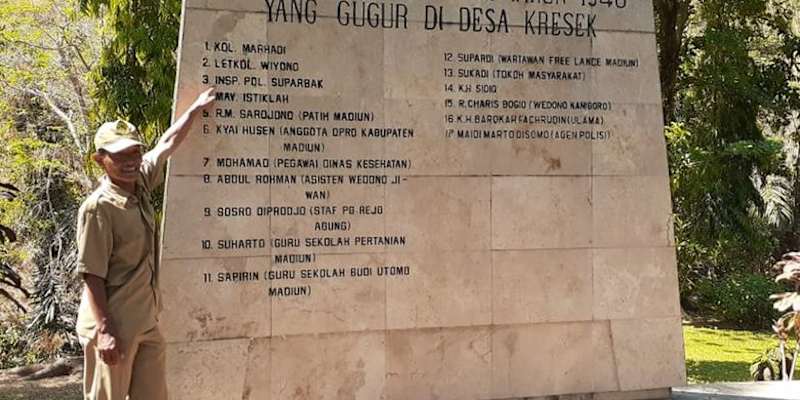 YANG GUGUR DI DESA KRESEK
1. KOL. MARHADI
2. LETKOL. WIYONO
3. INSP. POL. SUPARBAK
MAY. ISTIKLAH
5. R.M. SAROJONO (PATIH MADIUN)
6. KYAI HUSEN (ANGGOTA DPRD KABUPATEN
MADIUN)
7. MOHAMAD (PEGAWAI DINAS KESEHATAN)
8. ABDUL ROHMAN (ASISTEN WEDONO JI-
WAN)
9. SOSRO DIPRODJO (STAF PG. REJO
AGUNG)
10. SUHARTO (GURU SEKOLAH PERTANIAN
MADIUN)
11. SAPIRIN (GURU SEKOLAH BUDI UTOMO
MADIUN)
12. SUPARDI (WARTAWAN FREE LANCE MADIUN)
13. SUKADI (TOKOH MASYARAKAT)
14. K.H. SIDIQ
15. R. CHARIS BOGIO (WEDONO KANIGORO)
16. K.H. BAROKAH FACHRUDIN (ULAMA)
17. MAIDI MARTO DISOMO (AGEN POLISI)